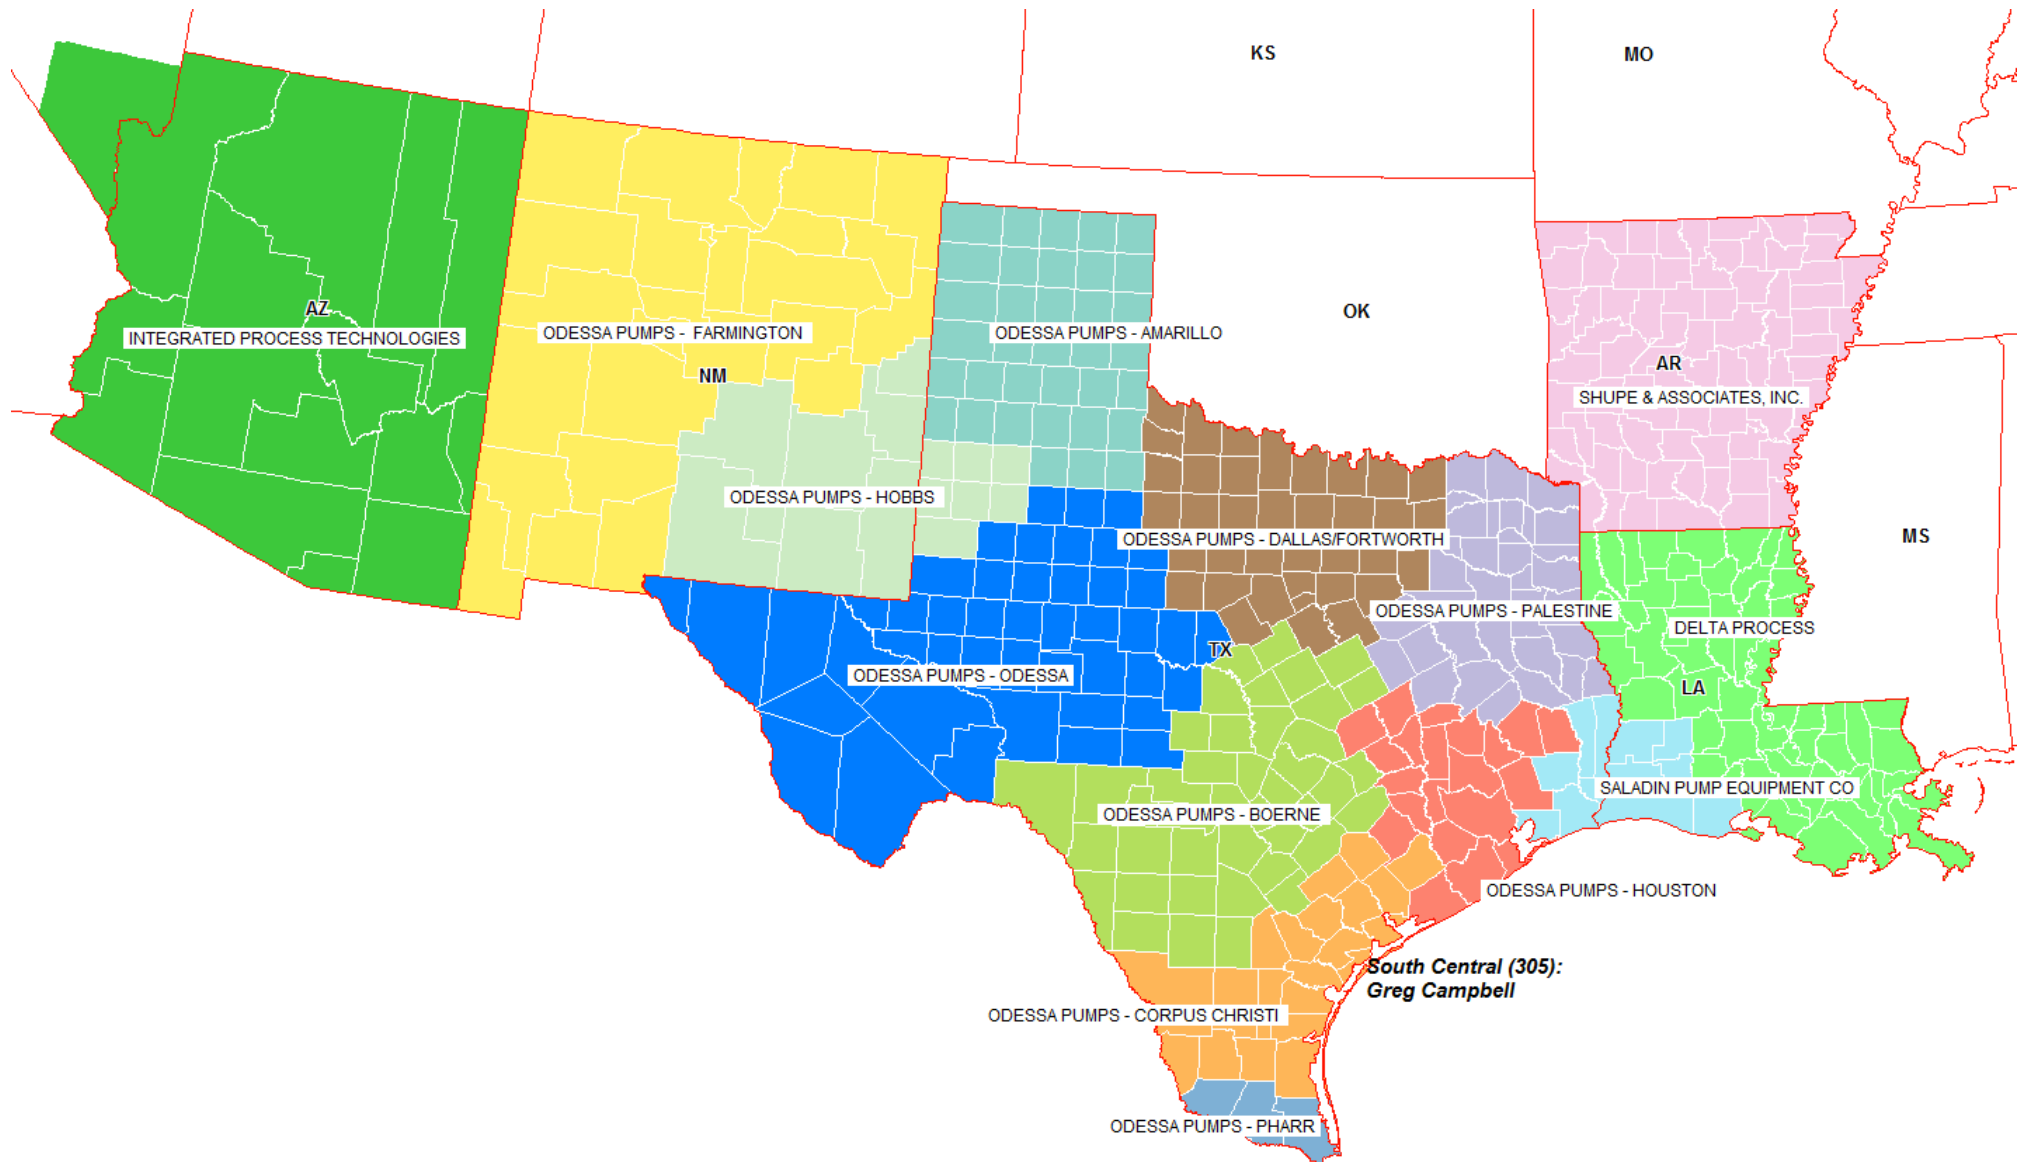 KS
MO
AZ
INTEGRATED PROCESS TECHNOLOGIES
ODESSA PUMPS - FARMINGTON
NM
ODESSA PUMPS - AMARILLO
OK
AR
SHUPE & ASSOCIATES, INC.
ODESSA PUMPS - HOBBS
ODESSA PUMPS - DALLAS/FORTWORTH
MS
ODESSA PUMPS - PALESTINE
DELTA PROCESS
TX
ODESSA PUMPS - ODESSA
LA
SALADIN PUMP EQUIPMENT CO
ODESSA PUMPS - BOERNE
ODESSA PUMPS - HOUSTON
South Central (305):
Greg Campbell
ODESSA PUMPS - CORPUS CHRISTI
ODESSA PUMPS - PHARR